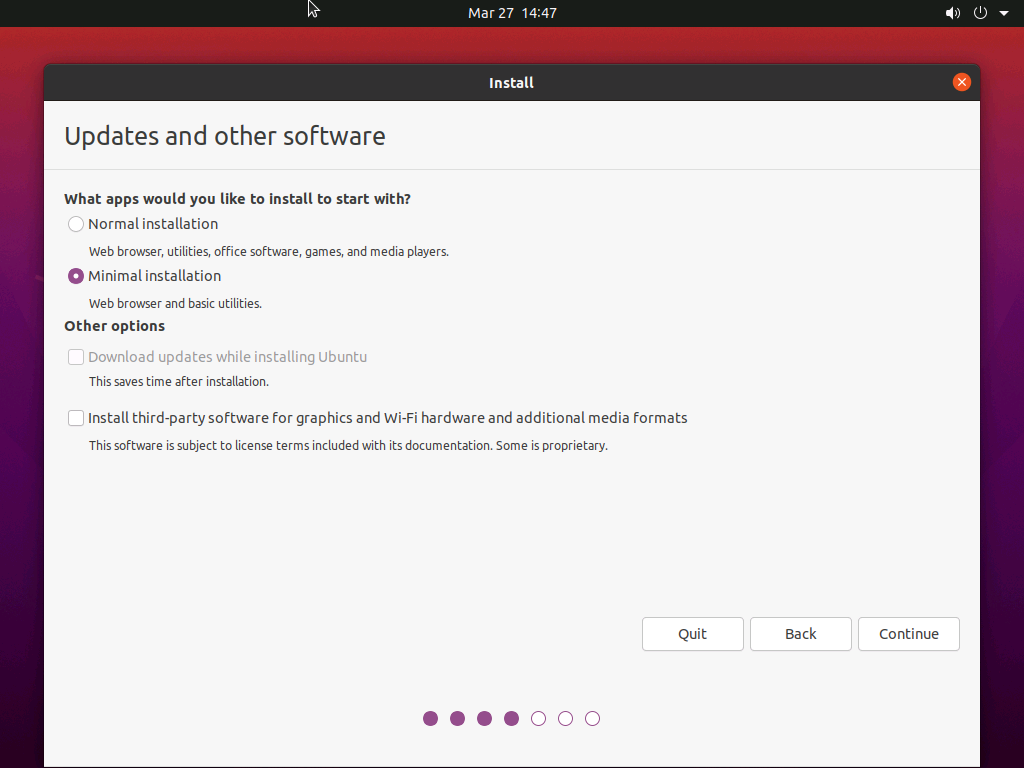 Mar 27 14:47
Install
Updates and other software
What apps would you like to install to start with?
Normal installation
Web browser, utilities, office software, games, and media players.
Minimal installation
Web browser and basic utilities.
Other options
Download updates while installing Ubuntu
This saves time after installation.
Install third-party software for graphics and Wi-Fi hardware and additional media formats
This software is subject to license terms included with its documentation. Some is proprietary.
Quit Back Continue